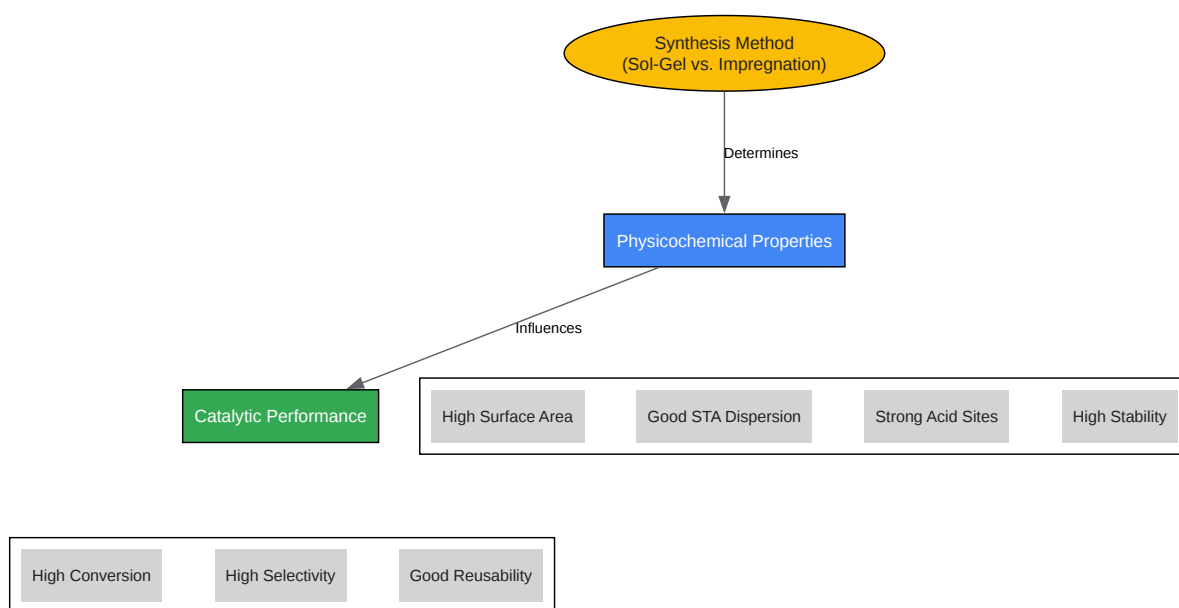 Synthesis Method
(Sol-Gel vs. Impregnation)
Determines
Physicochemical Properties
Influences
Catalytic Performance
High Surface Area
Good STA Dispersion
Strong Acid Sites
High Stability
High Conversion
High Selectivity
Good Reusability